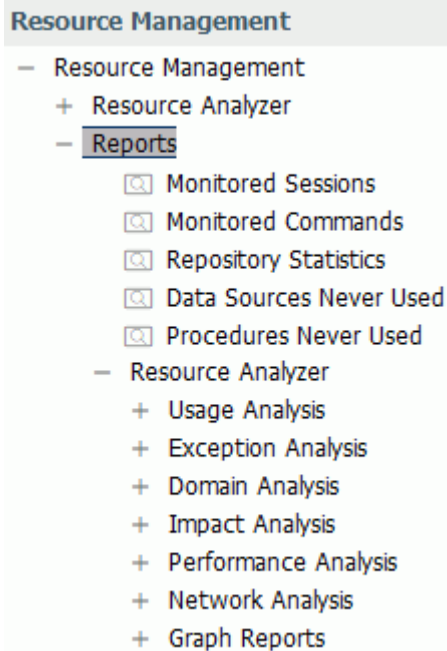 Resource Management
Resource Management
Resource Analyzer
Reports
Monitored Sessions
Monitored Commands
Repository Statistics
Data Sources Never Used
Procedures Never Used
Resource Analyzer
Usage Analysis
Exception Analysis
Domain Analysis
Impact Analysis
Performance Analysis
Network Analysis
Graph Reports